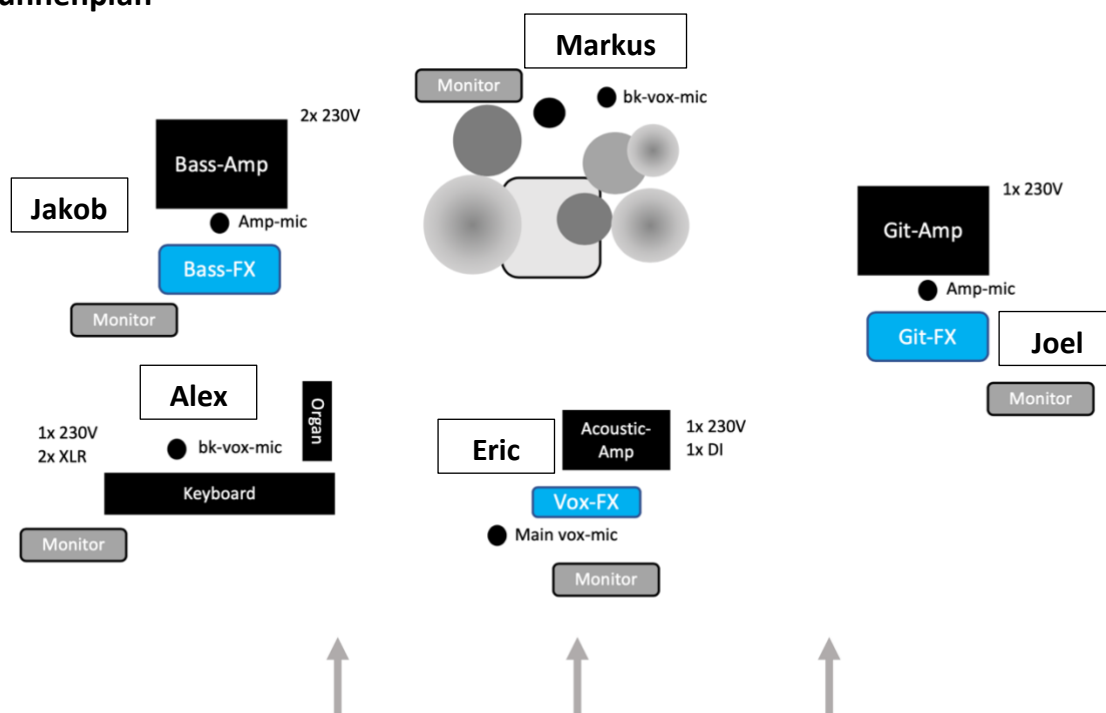 Markus
Monitor
bk-vox-mic
2x 230V
Bass-Amp
Jakob
Amp-mic
Bass-FX
Monitor
1x 230V
Git-Amp
Amp-mic
Git-FX
Joel
Monitor
Alex
Organ
1x 230V
2x XLR
bk-vox-mic
Keyboard
Monitor
Eric
Acoustic-
Amp
1x 230V
1x DI
Vox-FX
Main vox-mic
Monitor